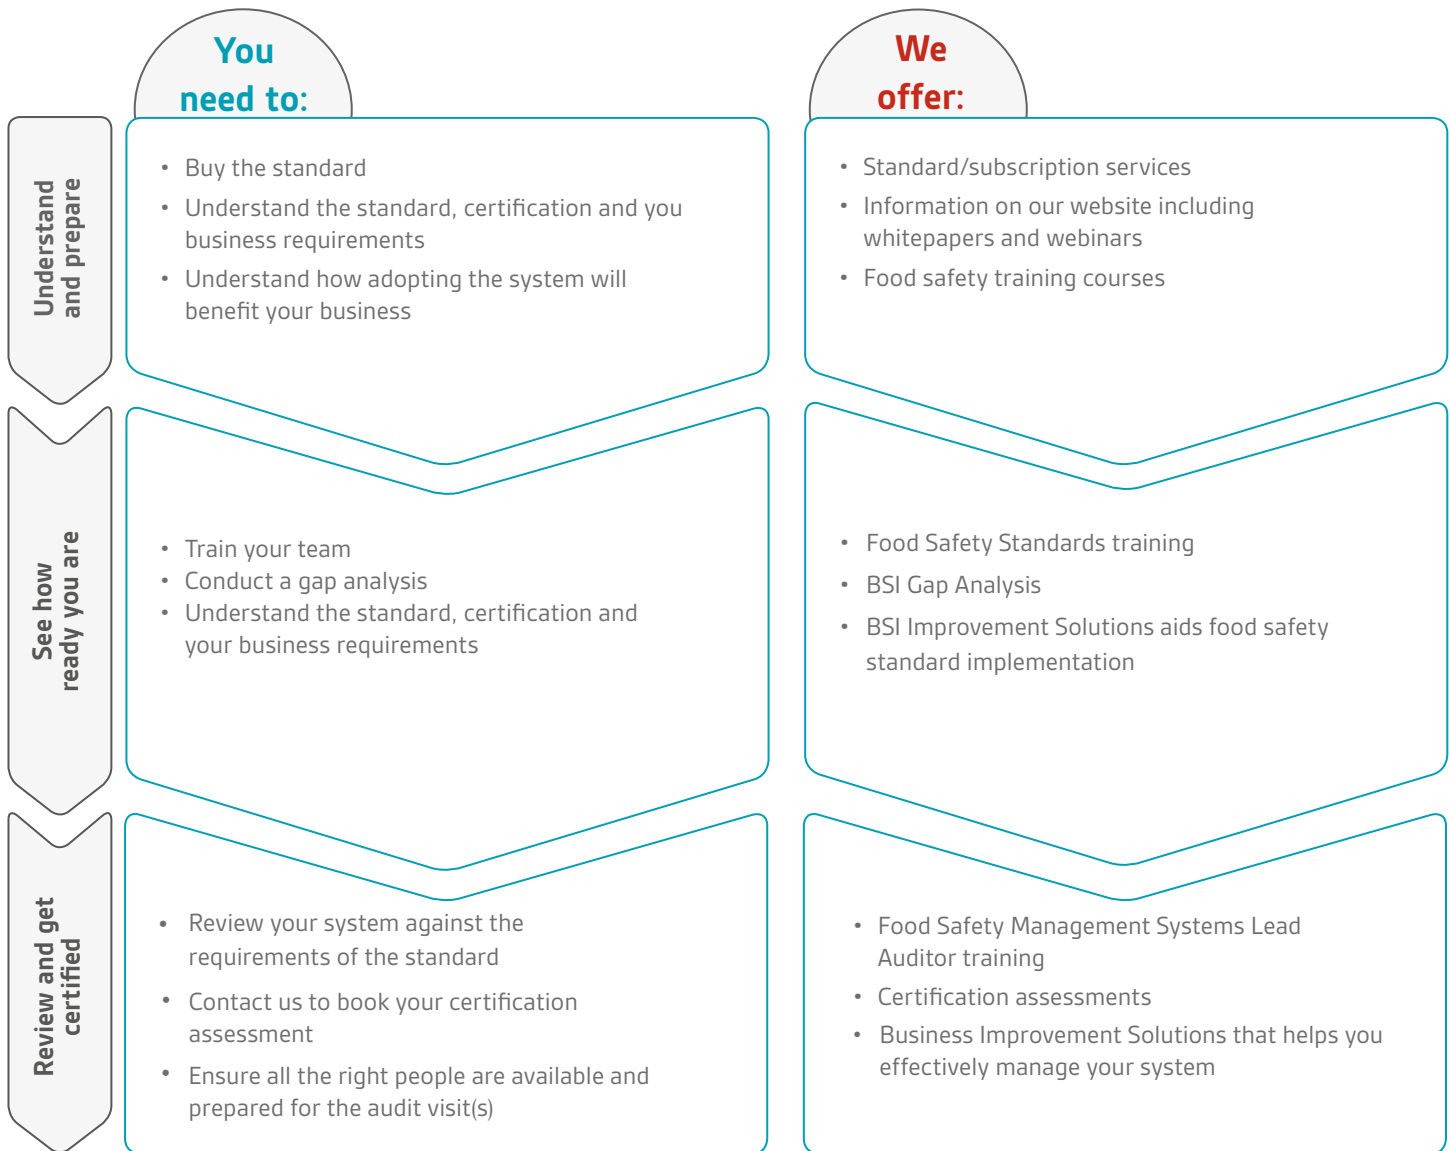 You
need to:
We
offer:
Understand
and prepare
• Buy the standard
• Understand the standard, certification and you
business requirements
• Understand how adopting the system will
benefit your business
• Standard/subscription services
• Information on our website including
whitepapers and webinars
• Food safety training courses
See how
ready you are
• Train your team
• Conduct a gap analysis
• Understand the standard, certification and
your business requirements
• Food Safety Standards training
• BSI Gap Analysis
• BSI Improvement Solutions aids food safety
standard implementation
Review and get
certified
• Review your system against the
requirements of the standard
• Contact us to book your certification
assessment
• Ensure all the right people are available and
prepared for the audit visit(s)
• Food Safety Management Systems Lead
Auditor training
• Certification assessments
• Business Improvement Solutions that helps you
effectively manage your system